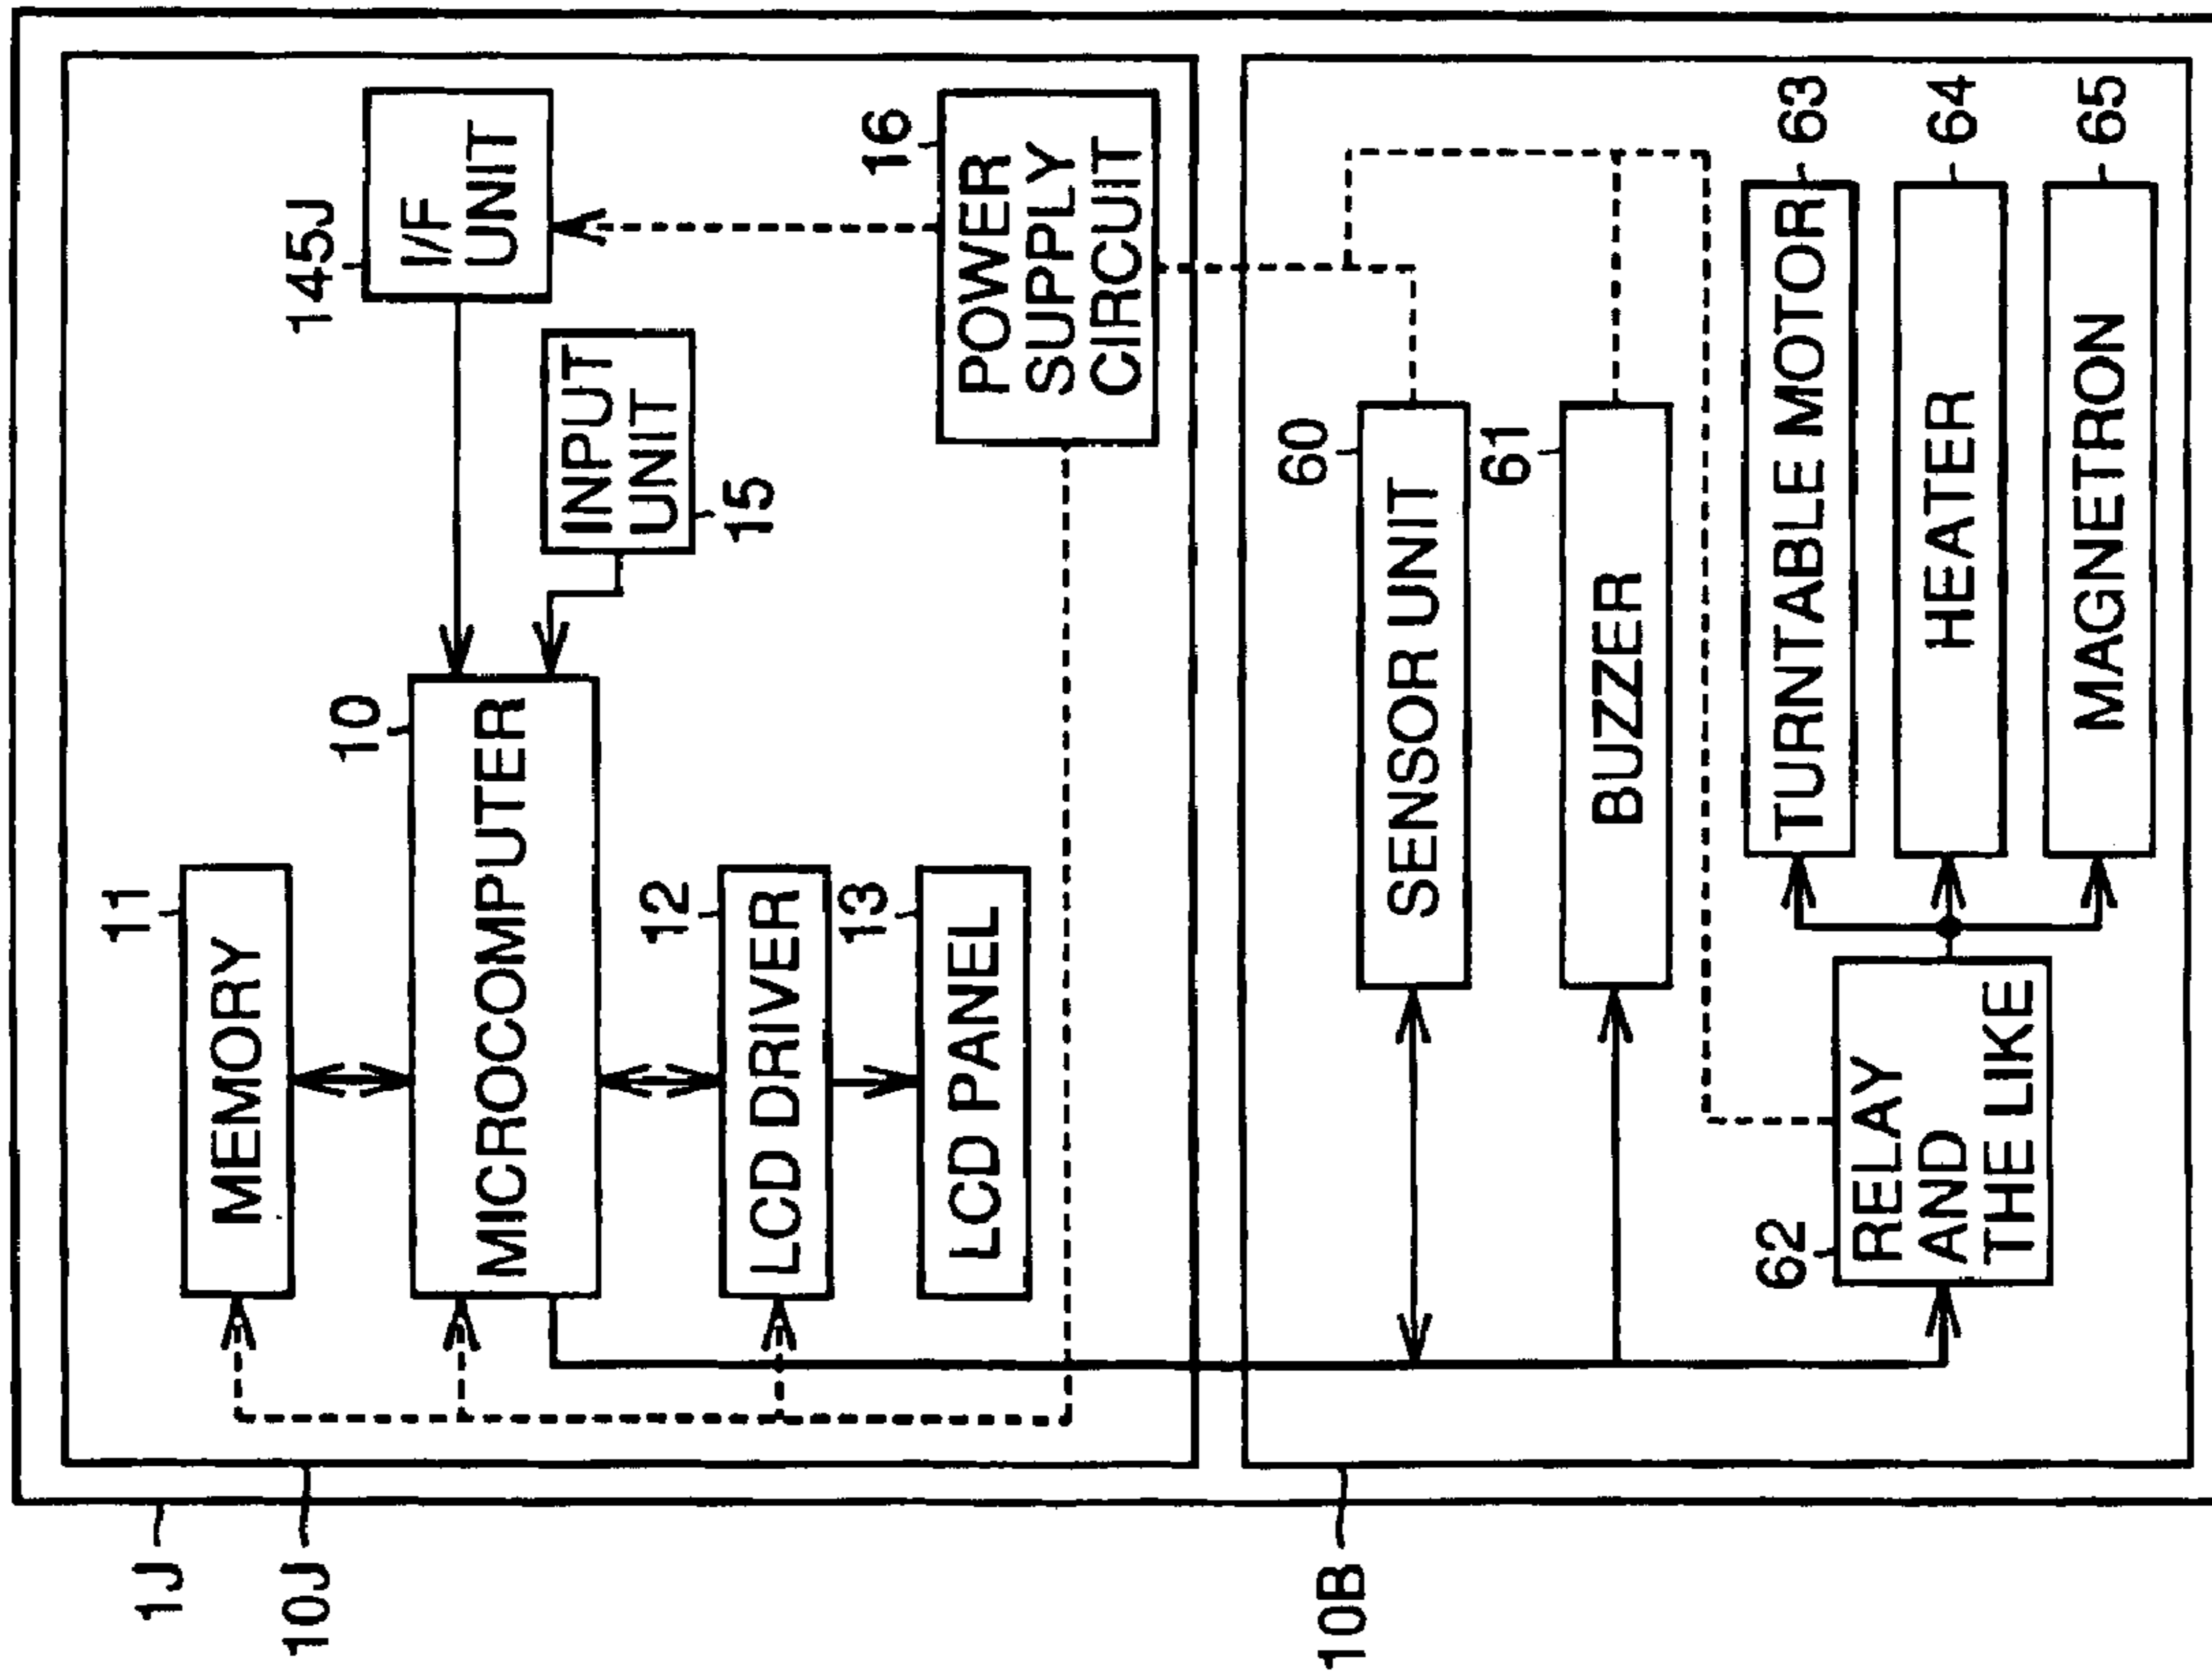 1J
10J
11
MEMORY
10
MICROCOMPUTER
145J
I/F
UNIT
INPUT
UNIT
15
12
LCD DRIVER
13
LCD PANEL
16
POWER
SUPPLY
CIRCUIT
10B
60
SENSOR UNIT
61
BUZZER
62
RELAY
AND
THE LIKE
TURNTABLE MOTOR
63
HEATER
64
MAGNETRON
65